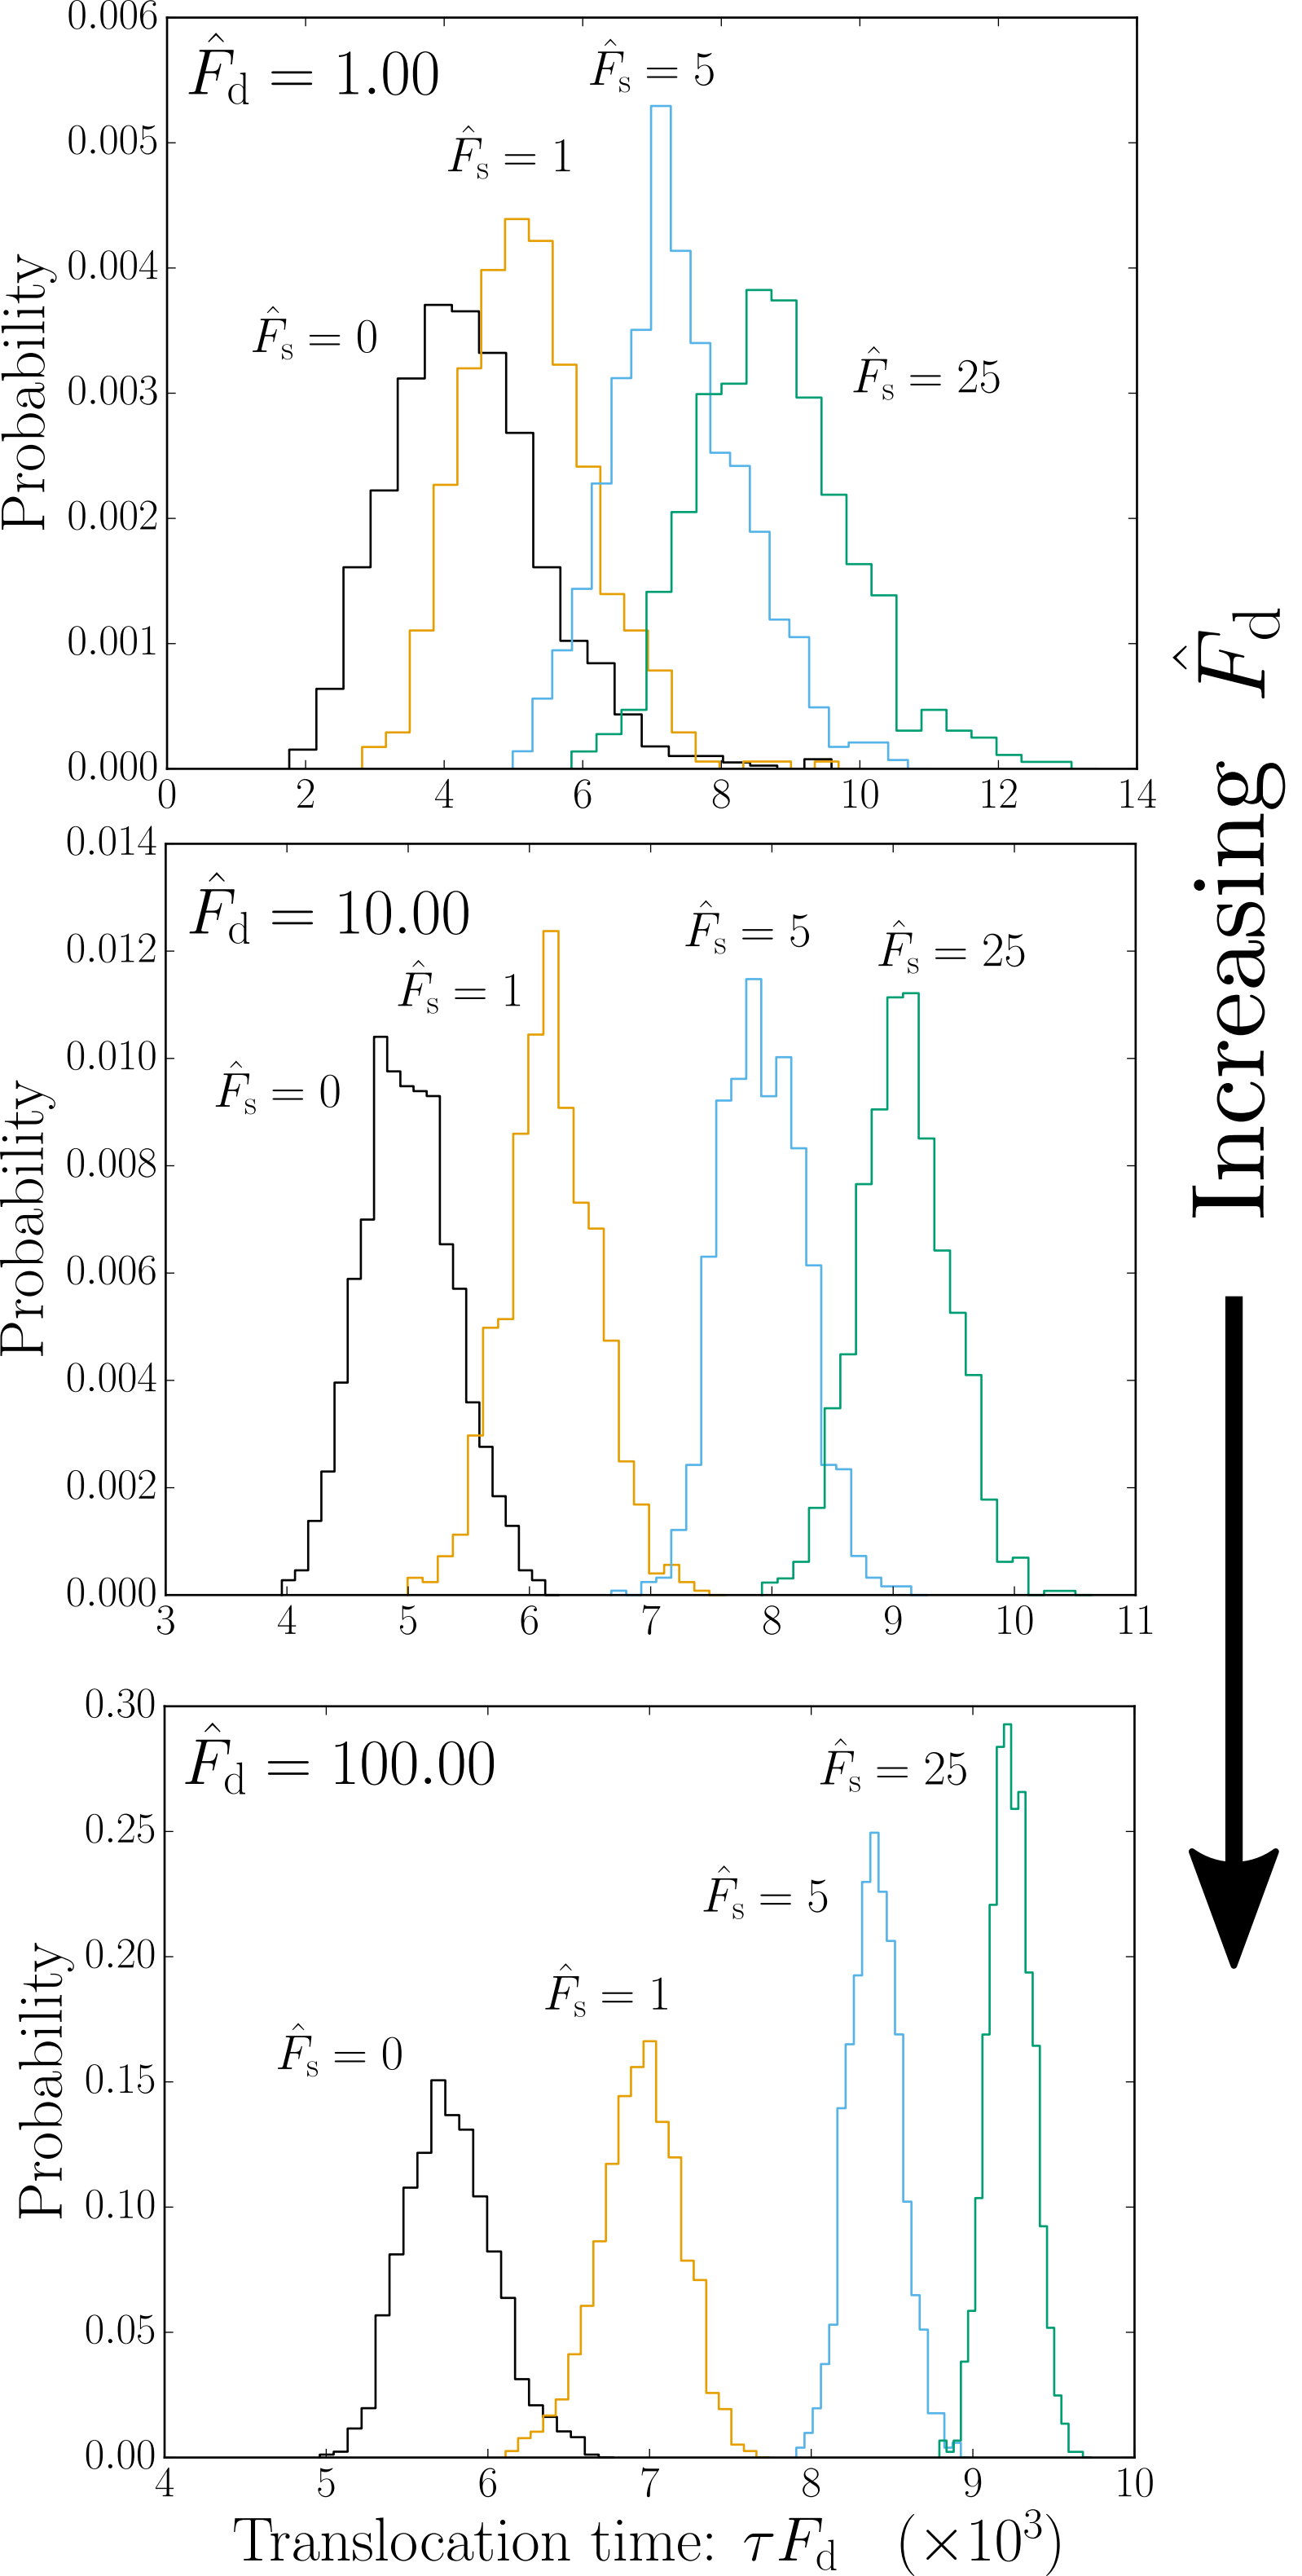 0.006
F̂d = 1.00
F̂s = 5
0.005
F̂s = 1
0.004
F̂s = 0
F̂s = 25
0.003
0.002
0.001
0.000
Probability
0 2 4 6 8 10 12 14
0.014
F̂d = 10.00
F̂s = 5
F̂s = 25
0.012
F̂s = 1
0.010
F̂s = 0
0.008
0.006
0.004
0.002
0.000
Probability
3 4 5 6 7 8 9 10 11
0.30
F̂d = 100.00
F̂s = 25
0.25
F̂s = 5
0.20
F̂s = 1
F̂s = 0
0.15
0.10
0.05
0.00
Probability
4 5 6 7 8 9 10
Translocation time: τFd (×10³)
Increasing F̂d